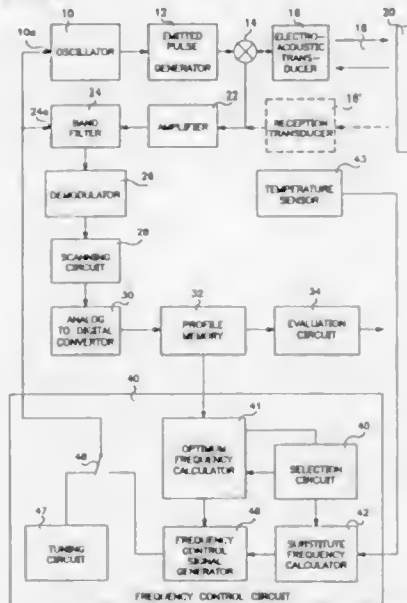 10
12
14
16
18
20
10a
OSCILLATOR
EMITTED
PULSE
GENERATOR
ELECTRO-
ACOUSTIC
TRANS-
DUCER
24
22
16'
24a
BAND
FILTER
AMPLIFIER
RECEPTION
TRANSDUCER
43
26
DEMODULATOR
TEMPERATURE
SENSOR
28
SCANNING
CIRCUIT
30
32
34
ANALOG
TO DIGITAL
CONVERTOR
PROFILE
MEMORY
EVALUATION
CIRCUIT
40
41
OPTIMUM
FREQUENCY
CALCULATOR
SELECTION
CIRCUIT
47
42
TUNING
CIRCUIT
FREQUENCY
CONTROL
SIGNAL
GENERATOR
SUBSTITUTE
FREQUENCY
CALCULATOR
FREQUENCY CONTROL CIRCUIT